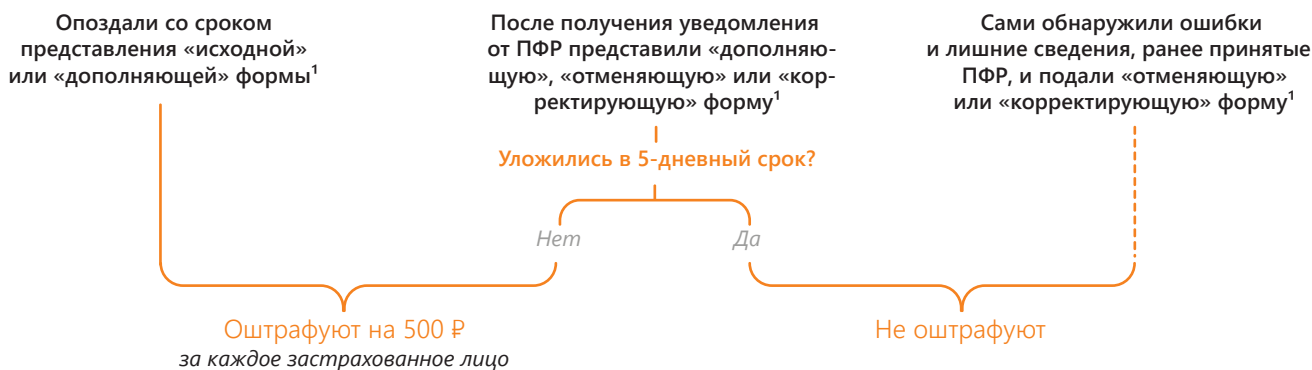 Опоздали со сроком
представления «исходной»
или «дополняющей» формы¹
После получения уведомления
от ПФР представили «дополняю-
щую», «отменяющую» или «кор-
ректирующую» форму¹
Сами обнаружили ошибки
и лишние сведения, ранее принятые
ПФР, и подали «отменяющую»
или «корректирующую» форму¹
Уложились в 5-дневный срок?
Нет
Да
Оштрафуют на 500 ₽
за каждое застрахованное лицо
Не оштрафуют